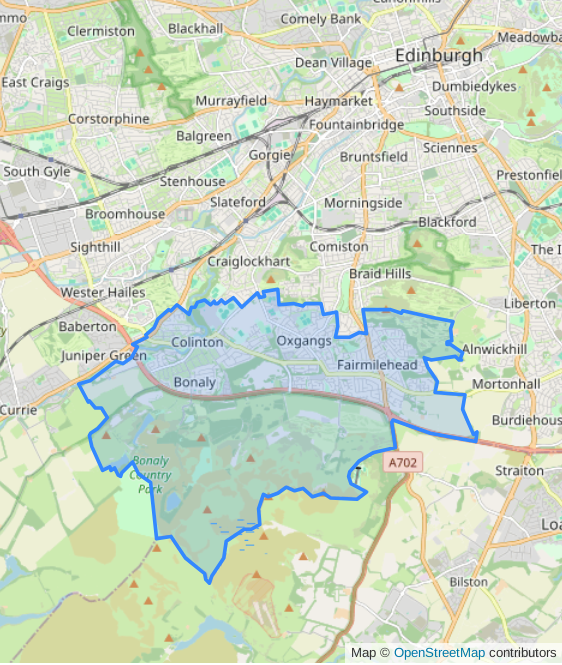 Clermiston
Blackhall
Comely Bank
Meadowba
Dean Village
Edinburgh
East Craigs
Murrayfield
Haymarket
Dumbiedykes
Corstorphine
Southside
Fountainbridge
Balgreen
Gorgie
Sciennes
Bruntsfield
South Gyle
Stenhouse
Prestonfiel
Slateford
Morningside
Broomhouse
Blackford
Sighthill
Comiston
The I
Craiglockhart
Braid Hills
Wester Hailes
Liberton
Baberton
Colinton
Oxgangs
Alnwickhill
Juniper Green
Fairmilehead
Bonaly
Mortonhall
Currie
Burdiehous
Bonaly
Country
Park
A702
Straiton
Loa
Bilston
Map © OpenStreetMap contributors